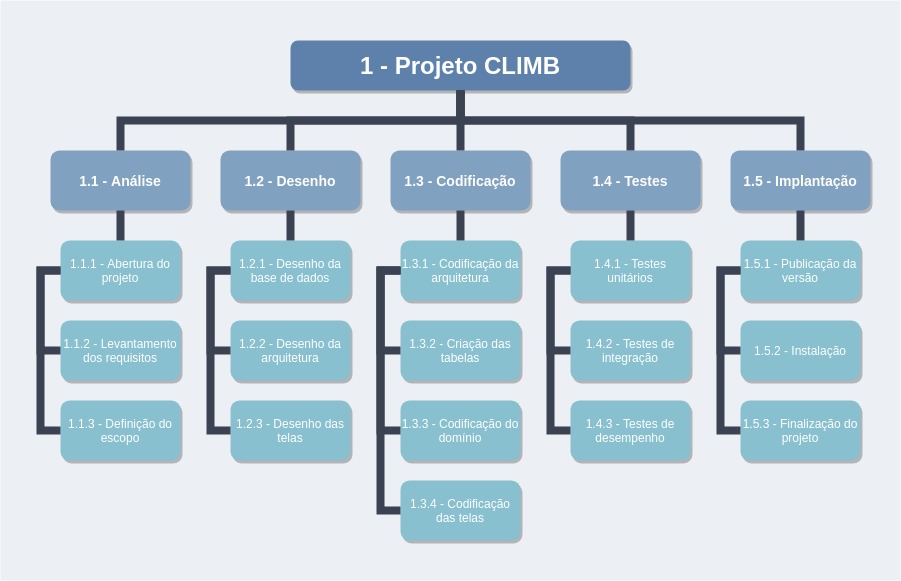 1 - Projeto CLIMB
1.1 - Análise
1.2 - Desenho
1.3 - Codificação
1.4 - Testes
1.5 - Implantação
1.1.1 - Abertura do
projeto
1.1.2 - Levantamento
dos requisitos
1.1.3 - Definição do
escopo
1.2.1 - Desenho da
base de dados
1.2.2 - Desenho da
arquitetura
1.2.3 - Desenho das
telas
1.3.1 - Codificação da
arquitetura
1.3.2 - Criação das
tabelas
1.3.3 - Codificação do
domínio
1.3.4 - Codificação
das telas
1.4.1 - Testes
unitários
1.4.2 - Testes de
integração
1.4.3 - Testes de
desempenho
1.5.1 - Publicação da
versão
1.5.2 - Instalação
1.5.3 - Finalização do
projeto